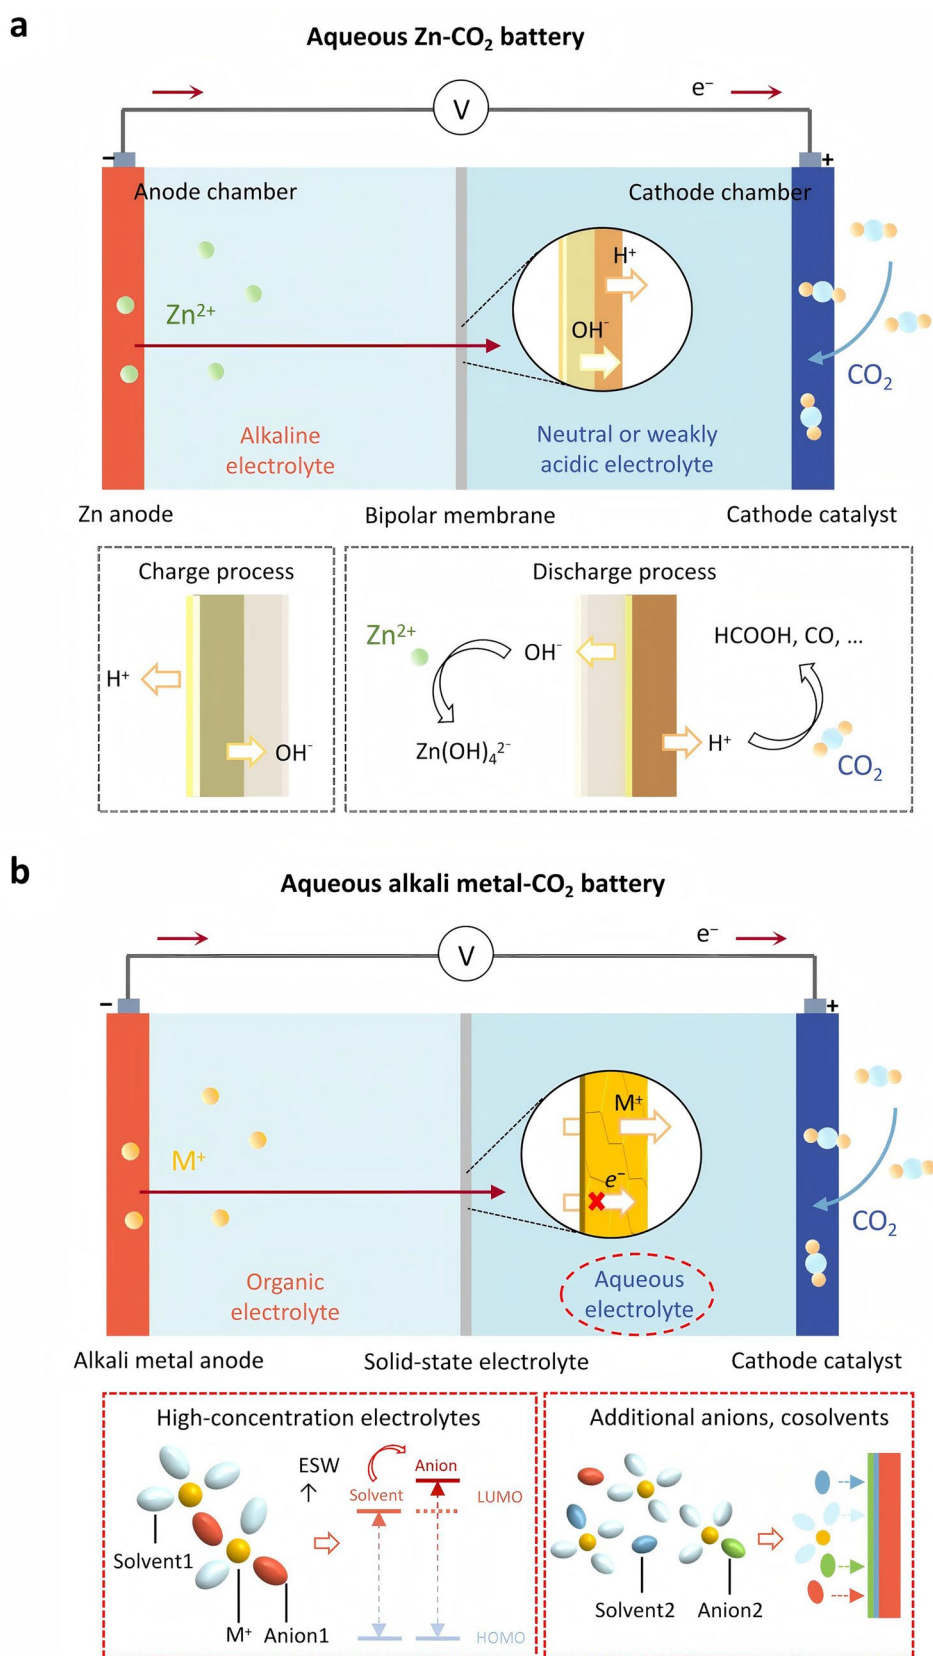 a
Aqueous Zn-CO₂ battery
e⁻
V
−
+
Anode chamber
Cathode chamber
H⁺
Zn²⁺
OH⁻
CO₂
Alkaline
electrolyte
Neutral or weakly
acidic electrolyte
Zn anode
Bipolar membrane
Cathode catalyst
Charge process
H⁺
OH⁻
Discharge process
Zn²⁺
OH⁻
HCOOH, CO, ...
Zn(OH)₄²⁻
H⁺
CO₂
b
Aqueous alkali metal-CO₂ battery
e⁻
V
−
+
M⁺
M⁺
e⁻
CO₂
Organic
electrolyte
Aqueous
electrolyte
Alkali metal anode
Solid-state electrolyte
Cathode catalyst
High-concentration electrolytes
ESW
↑
Solvent
Anion
LUMO
Solvent1
M⁺
Anion1
HOMO
Additional anions, cosolvents
Solvent2
Anion2